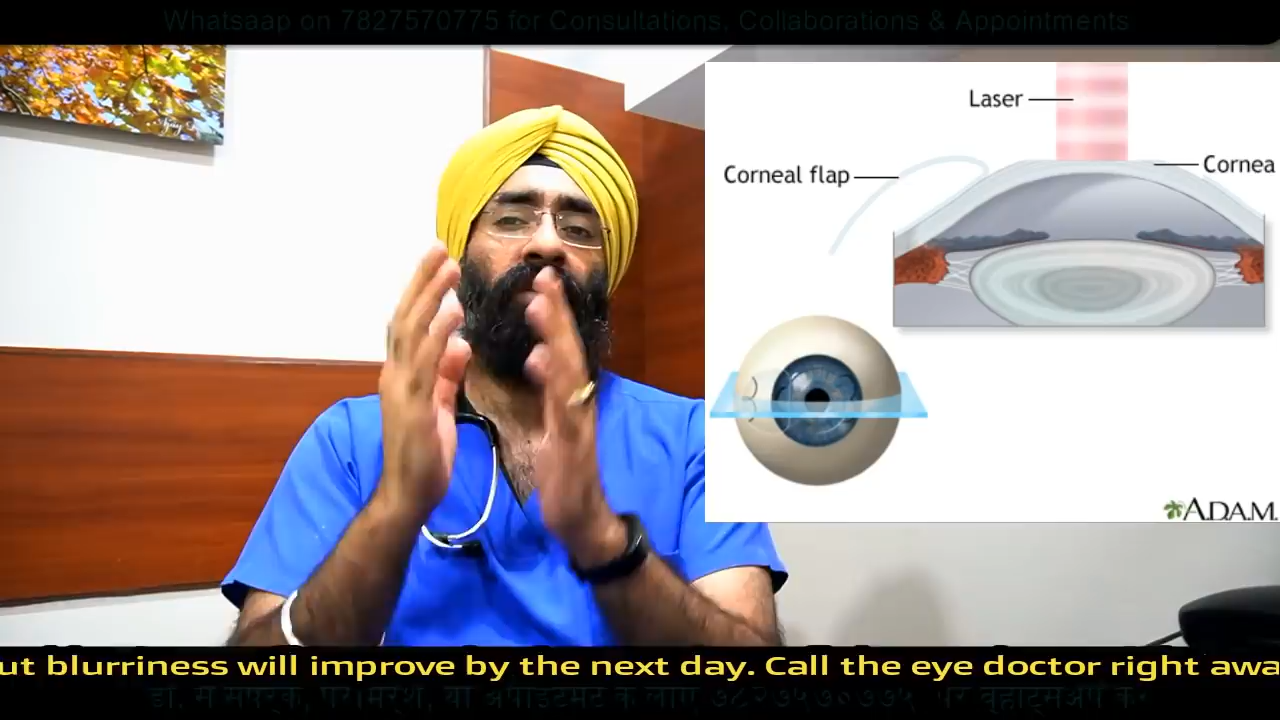 Whatsaap on 7827570775 for Consultations, Collaborations & Appointments
Laser
Cornea
Corneal flap
A.D.A.M.
ut blurriness will improve by the next day. Call the eye doctor right awa